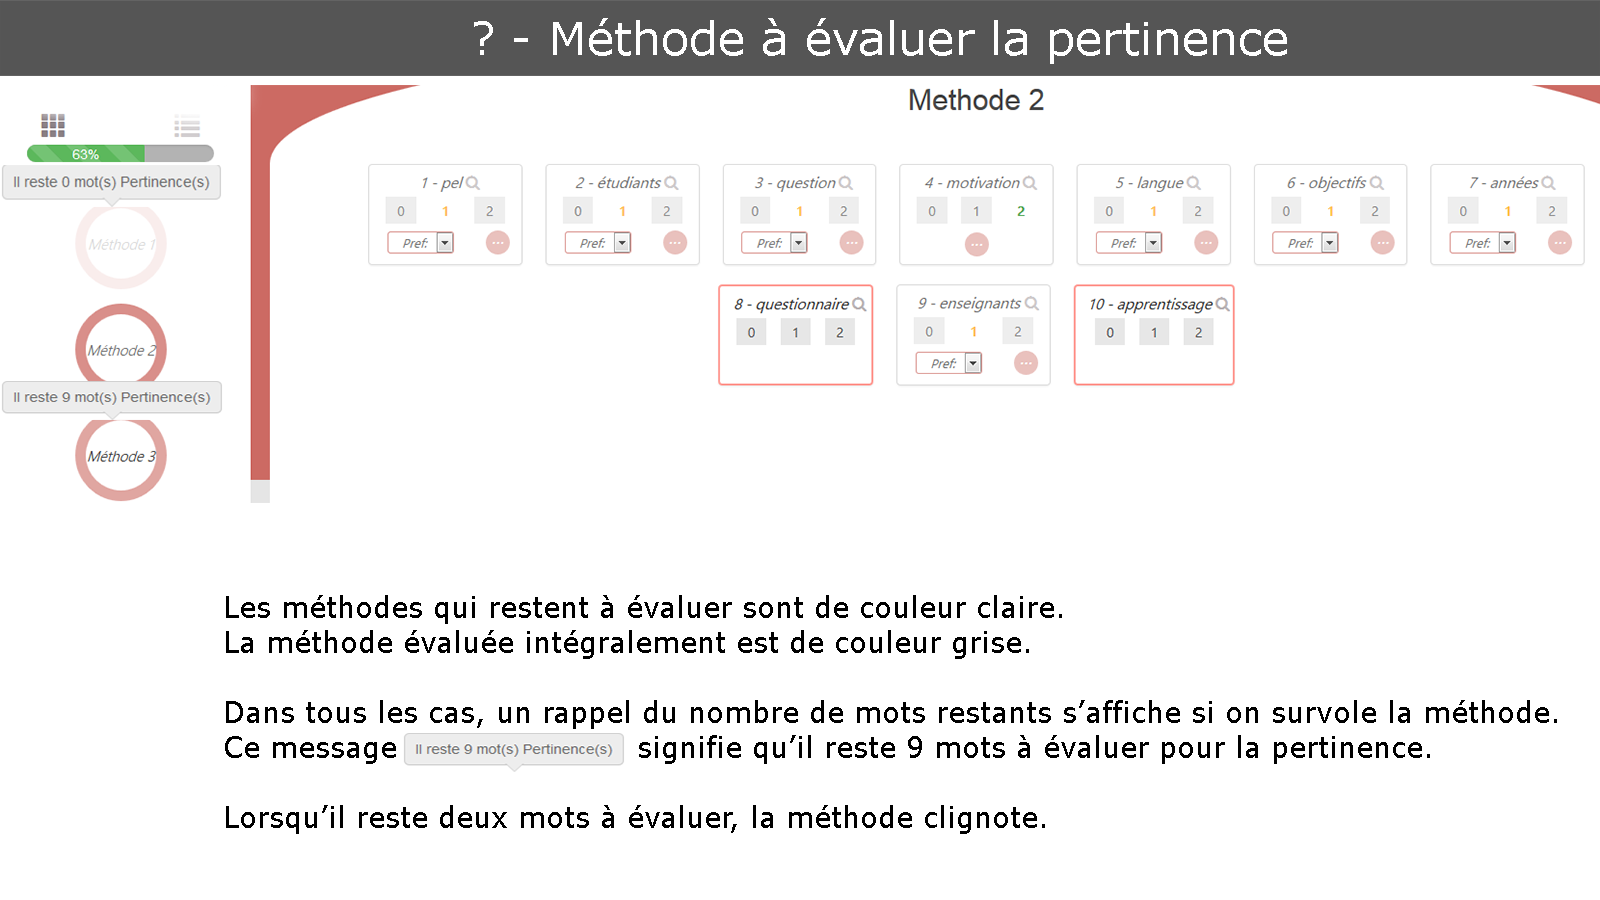 ? - Méthode à évaluer la pertinence
Methode 2
63%
Il reste 0 mot(s) Pertinence(s)
Méthode 1
Méthode 2
Il reste 9 mot(s) Pertinence(s)
Méthode 3
1 - pel
0 1 2
Pref:
2 - étudiants
0 1 2
Pref:
3 - question
0 1 2
Pref:
4 - motivation
0 1 2
5 - langue
0 1 2
Pref:
6 - objectifs
0 1 2
Pref:
7 - années
0 1 2
Pref:
8 - questionnaire
0 1 2
9 - enseignants
0 1 2
Pref:
10 - apprentissage
0 1 2
Les méthodes qui restent à évaluer sont de couleur claire.
La méthode évaluée intégralement est de couleur grise.
Dans tous les cas, un rappel du nombre de mots restants s’affiche si on survole la méthode.
Ce message Il reste 9 mot(s) Pertinence(s) signifie qu’il reste 9 mots à évaluer pour la pertinence.
Lorsqu’il reste deux mots à évaluer, la méthode clignote.